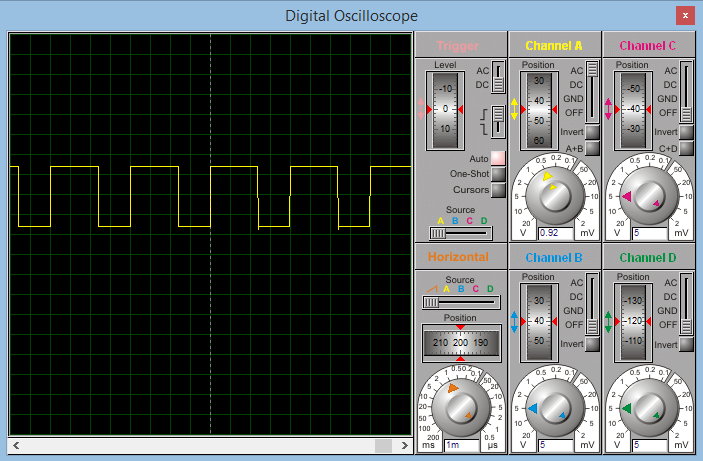 Digital Oscilloscope
x
Trigger
Level
AC
DC
-10
0
10
Auto
One-Shot
Cursors
Source
A B C D
Channel A
Position
AC
DC
GND
OFF
30
40
50
60
Invert
A+B
0.5 0.2 0.1
1 50
2 20
5 10
10 5
20 2
V 0.92 mV
Channel C
Position
AC
DC
GND
OFF
-50
-40
-30
Invert
C+D
0.5 0.2 0.1
1 50
2 20
5 10
10 5
20 2
V 5 mV
Horizontal
Source
A B C D
Position
210 200 190
1 0.5 0.2 0.1
2 50
5 20
10 10
20 5
50 2
100 1
200 0.5
ms 1m µs
Channel B
Position
AC
DC
GND
OFF
30
40
50
Invert
0.5 0.2 0.1
1 50
2 20
5 10
10 5
20 2
V 5 mV
Channel D
Position
AC
DC
GND
OFF
-130
-120
-110
Invert
0.5 0.2 0.1
1 50
2 20
5 10
10 5
20 2
V 5 mV